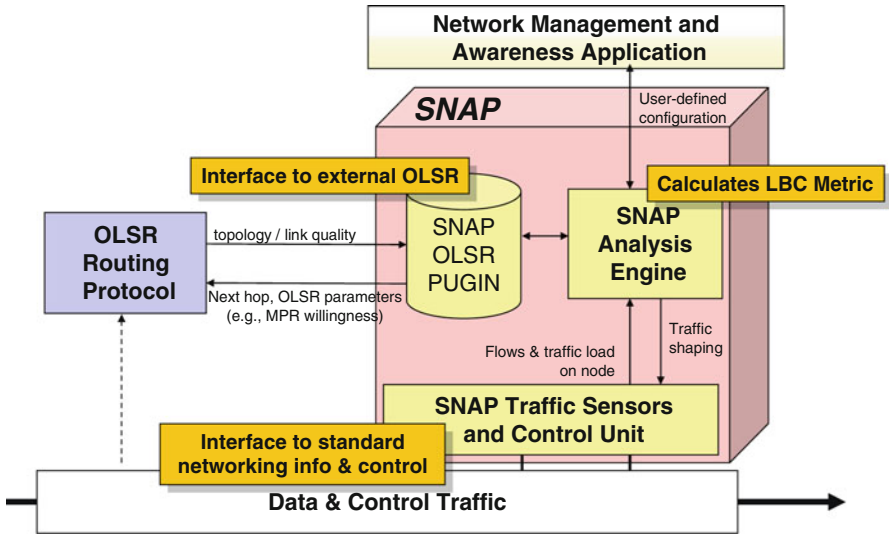 Network Management and
Awareness Application
SNAP
User-defined
configuration
Interface to external OLSR
Calculates LBC Metric
OLSR
Routing
Protocol
topology / link quality
Next hop, OLSR parameters
(e.g., MPR willingness)
SNAP
OLSR
PUGIN
SNAP
Analysis
Engine
Flows & traffic load
on node
Traffic
shaping
SNAP Traffic Sensors
and Control Unit
Interface to standard
networking info & control
Data & Control Traffic